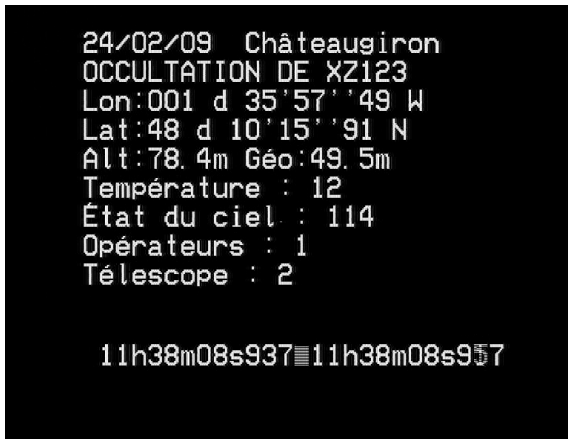 24/02/09 Châteaugiron
OCCULTATION DE XZ123
Lon:001 d 35'57''49 W
Lat:48 d 10'15''91 N
Alt:78.4m Géo:49.5m
Température : 12
État du ciel : 114
Opérateurs : 1
Télescope : 2
11h38m08s937 11h38m08s957